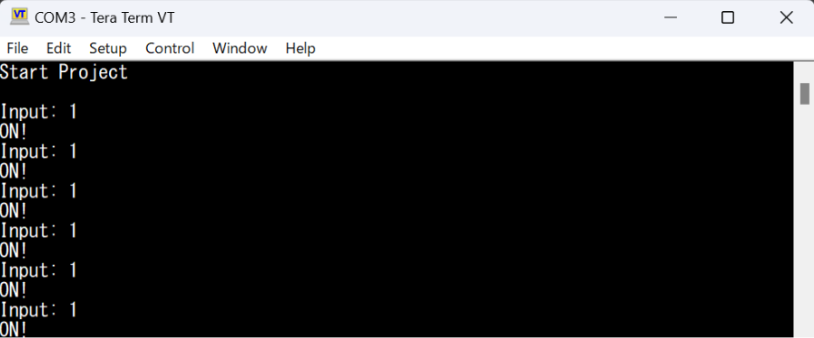 COM3 - Tera Term VT
File Edit Setup Control Window Help
Start Project
Input: 1
ON!
Input: 1
ON!
Input: 1
ON!
Input: 1
ON!
Input: 1
ON!
Input: 1
ON!